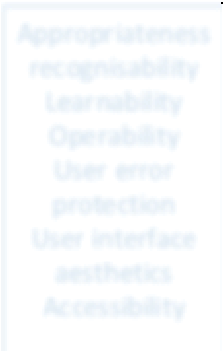 Appropriateness
recognisability
Learnability
Operability
User error
protection
User interface
aesthetics
Accessibility